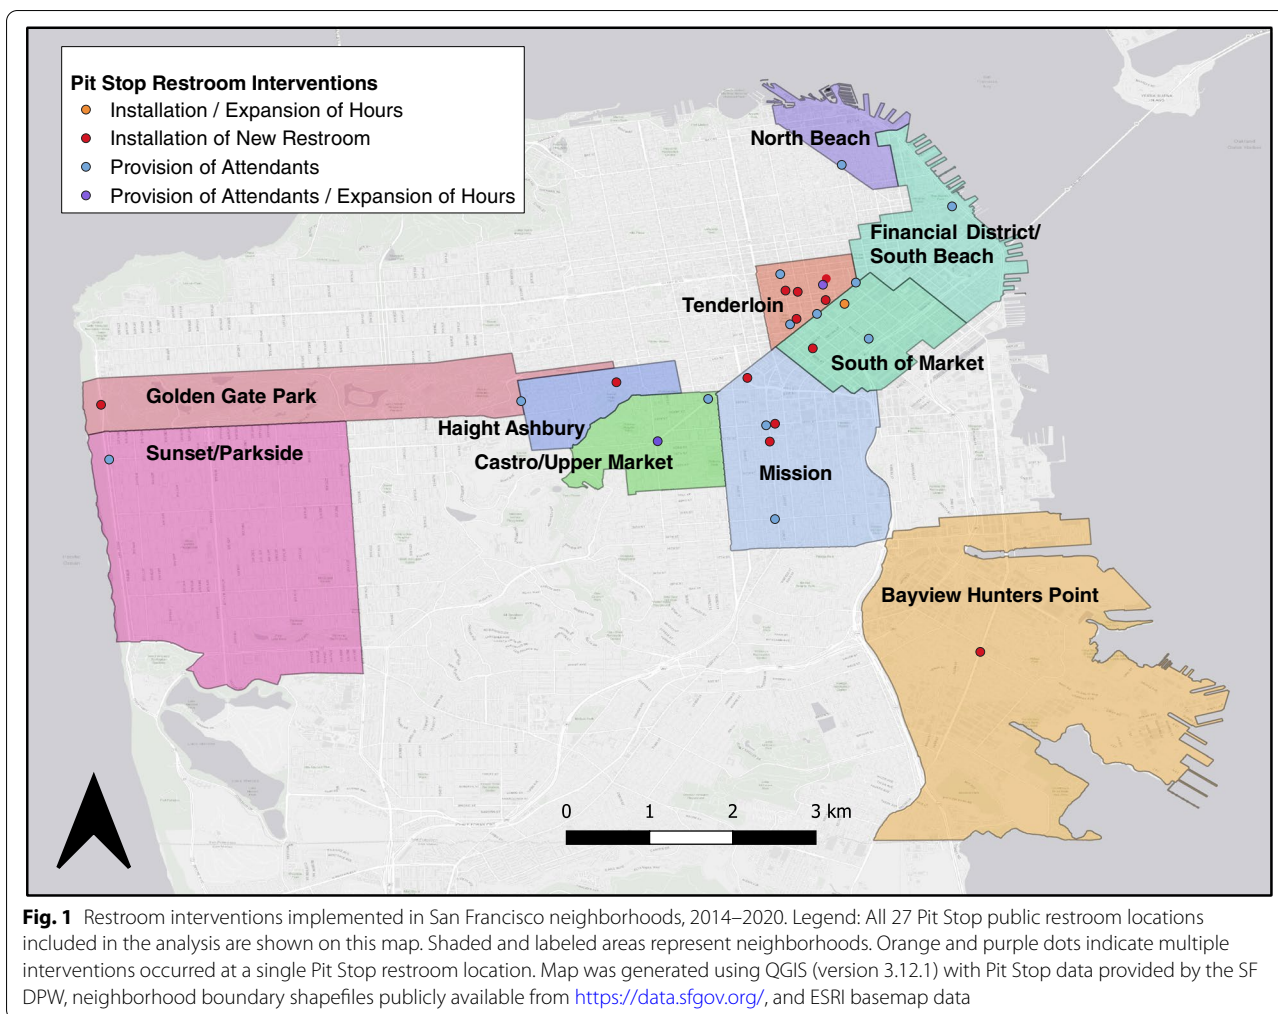 Pit Stop Restroom Interventions
Installation / Expansion of Hours
Installation of New Restroom
Provision of Attendants
Provision of Attendants / Expansion of Hours
North Beach
Financial District/
South Beach
Tenderloin
South of Market
Golden Gate Park
Haight Ashbury
Sunset/Parkside
Castro/Upper Market
Mission
Bayview Hunters Point
0 1 2 3 km
Fig. 1 Restroom interventions implemented in San Francisco neighborhoods, 2014–2020. Legend: All 27 Pit Stop public restroom locations
included in the analysis are shown on this map. Shaded and labeled areas represent neighborhoods. Orange and purple dots indicate multiple
interventions occurred at a single Pit Stop restroom location. Map was generated using QGIS (version 3.12.1) with Pit Stop data provided by the SF
DPW, neighborhood boundary shapefiles publicly available from https://data.sfgov.org/, and ESRI basemap data